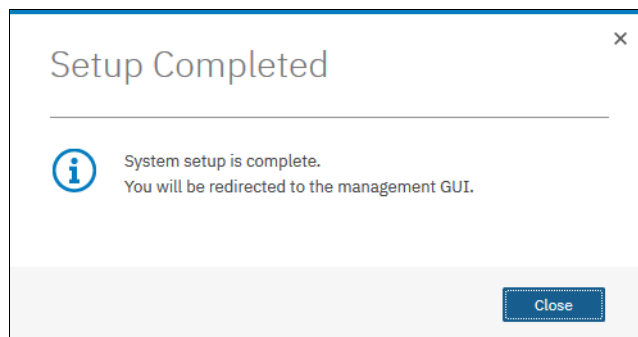 Setup Completed
System setup is complete.
You will be redirected to the management GUI.
Close